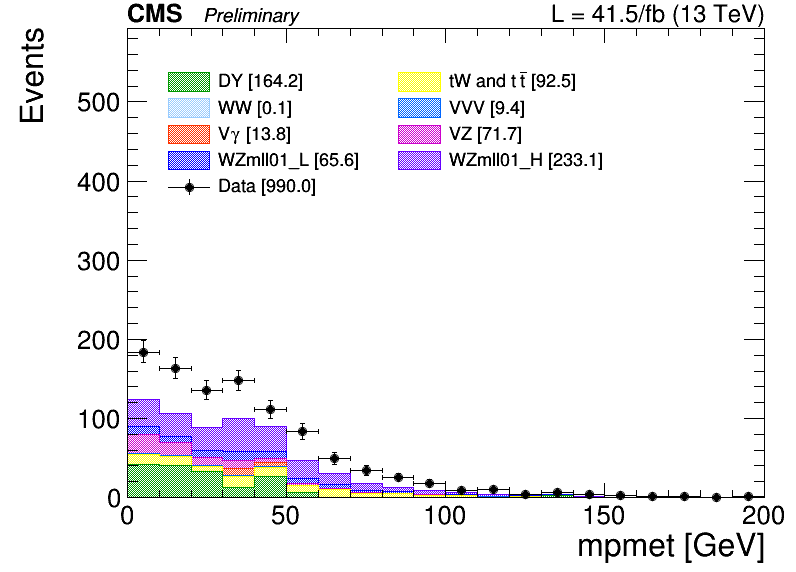 CMS Preliminary L = 41.5/fb (13 TeV)
Events
DY [164.2] tW and tt̅ [92.5]
WW [0.1] VVV [9.4]
Vγ [13.8] VZ [71.7]
WZmll01_L [65.6] WZmll01_H [233.1]
Data [990.0]
500
400
300
200
100
0
0 50 100 150 200
mpmet [GeV]